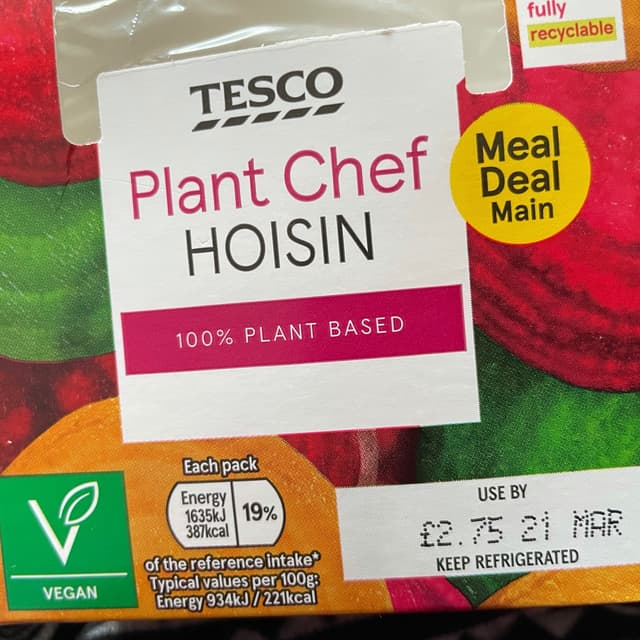 fully
recyclable
TESCO
Plant Chef
HOISIN
Meal
Deal
Main
100% PLANT BASED
Each pack
Energy
1635kJ
387kcal
19%
of the reference intake*
Typical values per 100g:
Energy 934kJ / 221kcal
VEGAN
USE BY
£2.75 21 MAR
KEEP REFRIGERATED